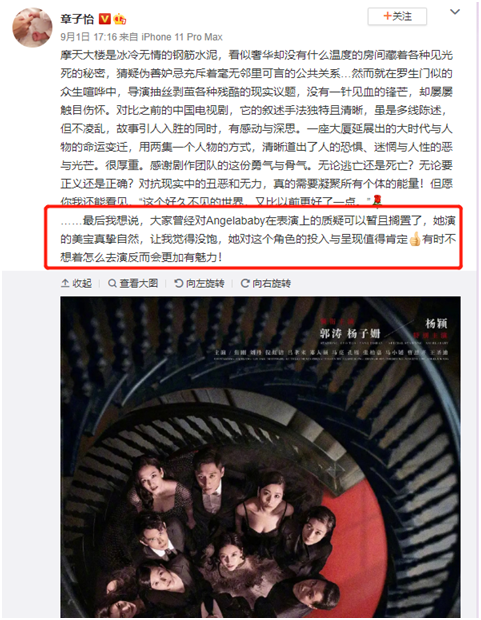 章子怡
+关注
9月1日 17:16 来自 iPhone 11 Pro Max
摩天大楼是冰冷无情的钢筋水泥，看似奢华却没有什么温度的房间藏着各种见光
死的秘密，猜疑伪善妒忌充斥着毫无邻里可言的公共关系…然而就在罗生门似的
众生喧哗中，导演抽丝剥茧各种残酷的现实议题，没有一针见血的锋芒，却屡屡
触目伤怀。对比之前的中国电视剧，它的叙述手法独特且清晰，虽是多线陈述，
但不凌乱，故事引人入胜的同时，有感动与深思。一座大厦延展出的大时代与人
物的命运变迁，用两集一个人物的方式，清晰道出了人的恐惧、迷惘与人性的恶
与光芒。很厚重。感谢剧作团队的这份勇气与骨气。无论逃亡还是死亡？无论要
正义还是正确？对抗现实中的丑恶和无力，真的需要凝聚所有个体的能量！但愿
你我还能看见，“这个好久不见的世界，又比以前更好了一点。”
……最后我想说，大家曾经对Angelababy在表演上的质疑可以暂且搁置了，她演
的美宝真挚自然，让我觉得没饱，她对这个角色的投入与呈现值得肯定👍有时不
想着怎么去演反而会更加有魅力！
收起 查看大图 向左旋转 向右旋转
郭涛 杨子姗 杨颖